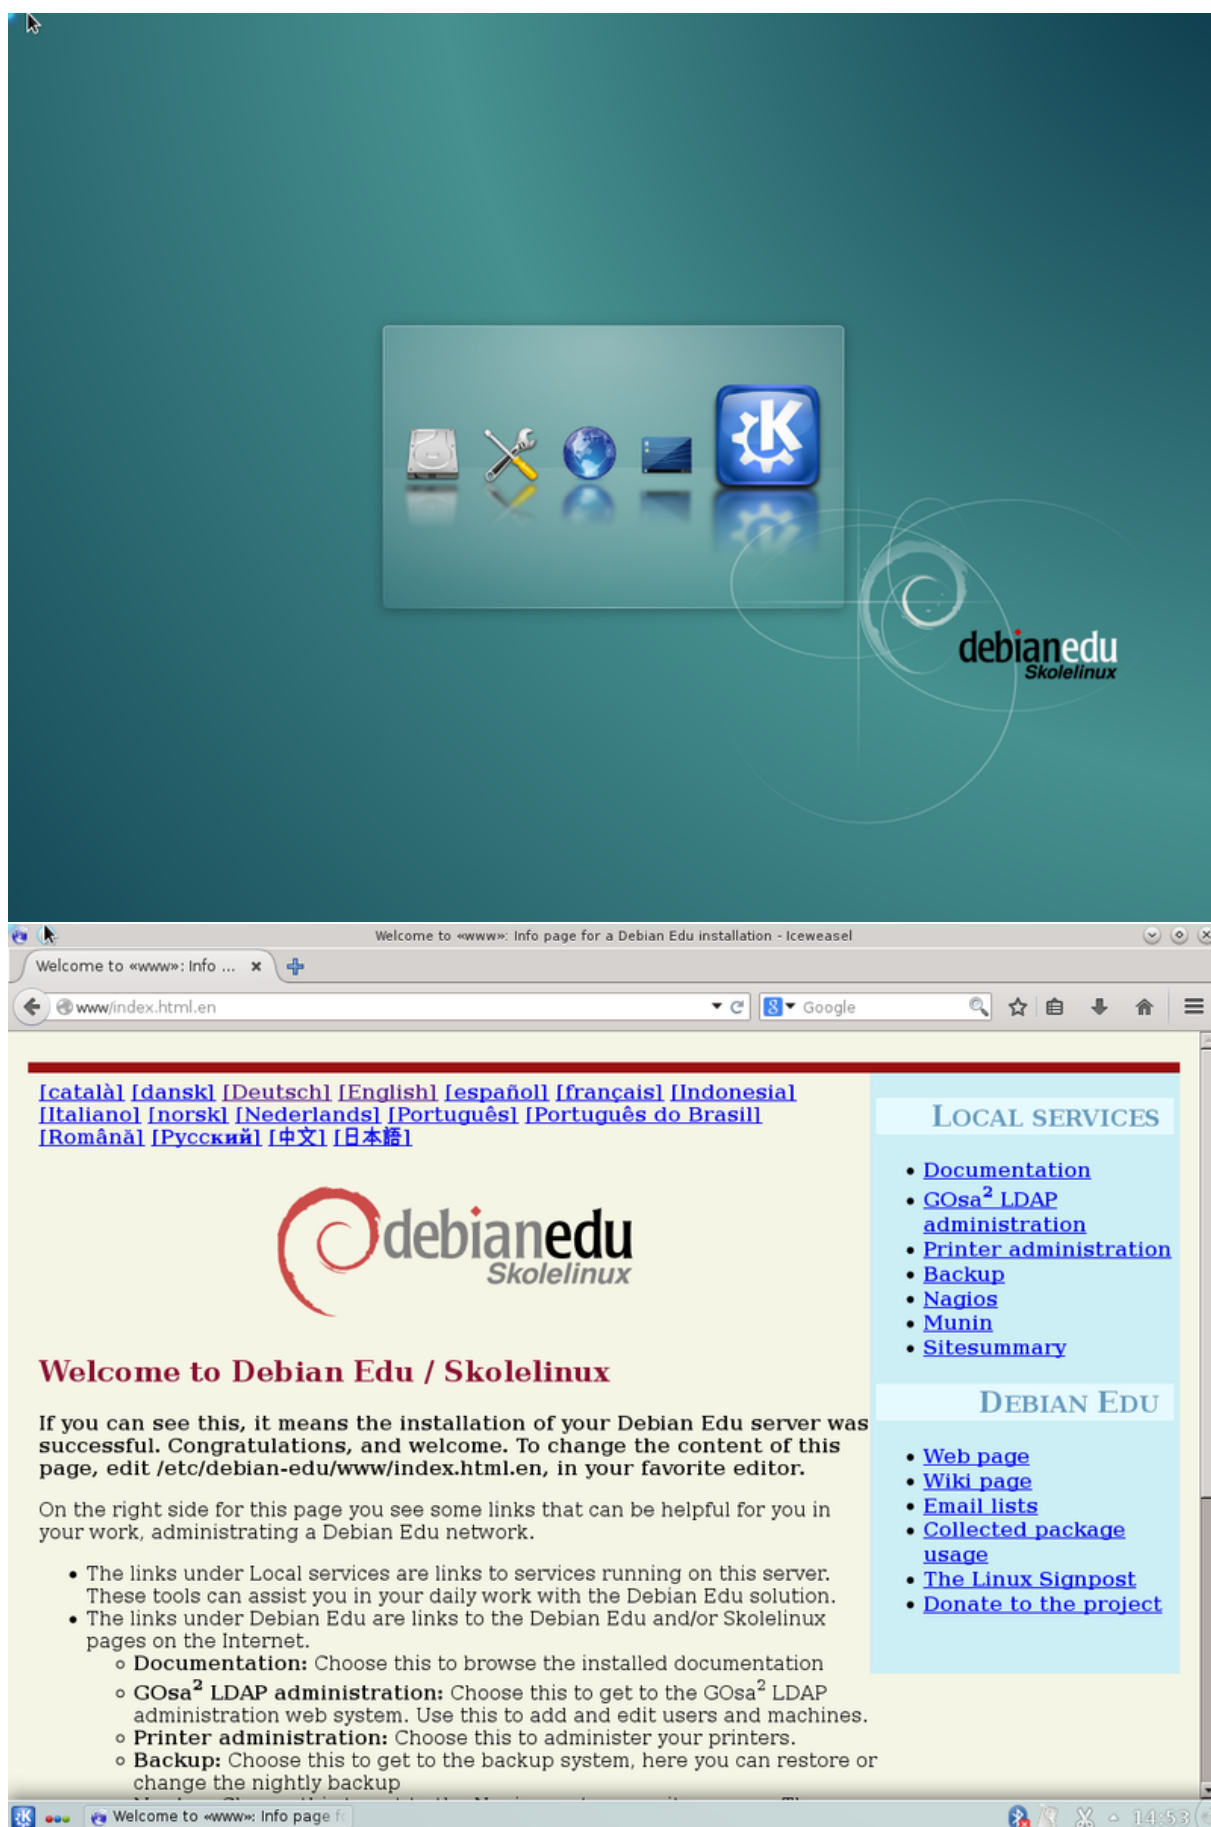 debianedu
Skolelinux
Welcome to «www»: Info page for a Debian Edu installation - Iceweasel
Welcome to «www»: Info ...
www/index.html.en
Google
[català] [dansk] [Deutsch] [English] [español] [français] [Indonesia]
[Italiano] [norsk] [Nederlands] [Português] [Português do Brasil]
[Română] [Русский] [中文] [日本語]
debianedu
Skolelinux
Welcome to Debian Edu / Skolelinux
If you can see this, it means the installation of your Debian Edu server was
successful. Congratulations, and welcome. To change the content of this
page, edit /etc/debian-edu/www/index.html.en, in your favorite editor.
On the right side for this page you see some links that can be helpful for you in
your work, administrating a Debian Edu network.
• The links under Local services are links to services running on this server.
These tools can assist you in your daily work with the Debian Edu solution.
• The links under Debian Edu are links to the Debian Edu and/or Skolelinux
pages on the Internet.
◦ Documentation: Choose this to browse the installed documentation
◦ GOsa² LDAP administration: Choose this to get to the GOsa² LDAP
administration web system. Use this to add and edit users and machines.
◦ Printer administration: Choose this to administer your printers.
◦ Backup: Choose this to get to the backup system, here you can restore or
change the nightly backup
LOCAL SERVICES
• Documentation
• GOsa² LDAP
administration
• Printer administration
• Backup
• Nagios
• Munin
• Sitesummary
DEBIAN EDU
• Web page
• Wiki page
• Email lists
• Collected package
usage
• The Linux Signpost
• Donate to the project
Welcome to «www»: Info page fo
14:53